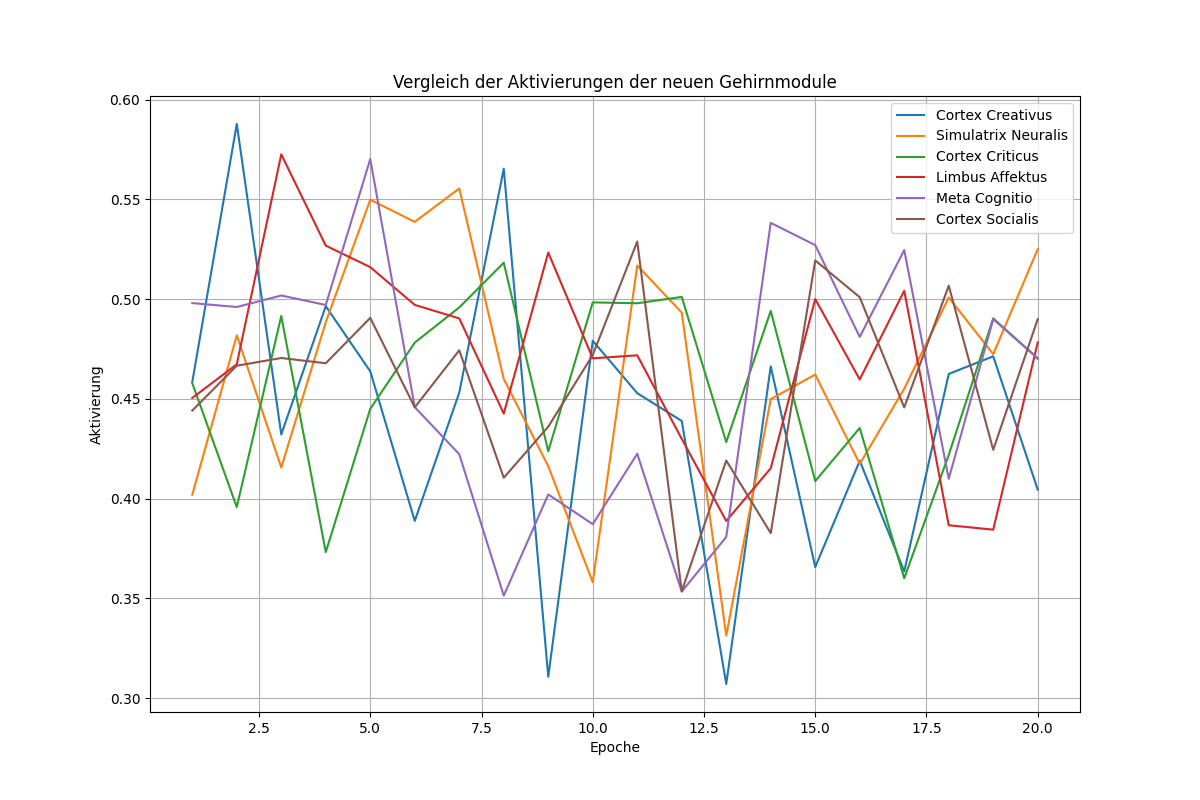 Vergleich der Aktivierungen der neuen Gehirnmodule
0.60
0.55
0.50
0.45
0.40
0.35
0.30
Aktivierung
Cortex Creativus
Simulatrix Neuralis
Cortex Criticus
Limbus Affektus
Meta Cognitio
Cortex Socialis
2.5 5.0 7.5 10.0 12.5 15.0 17.5 20.0
Epoche